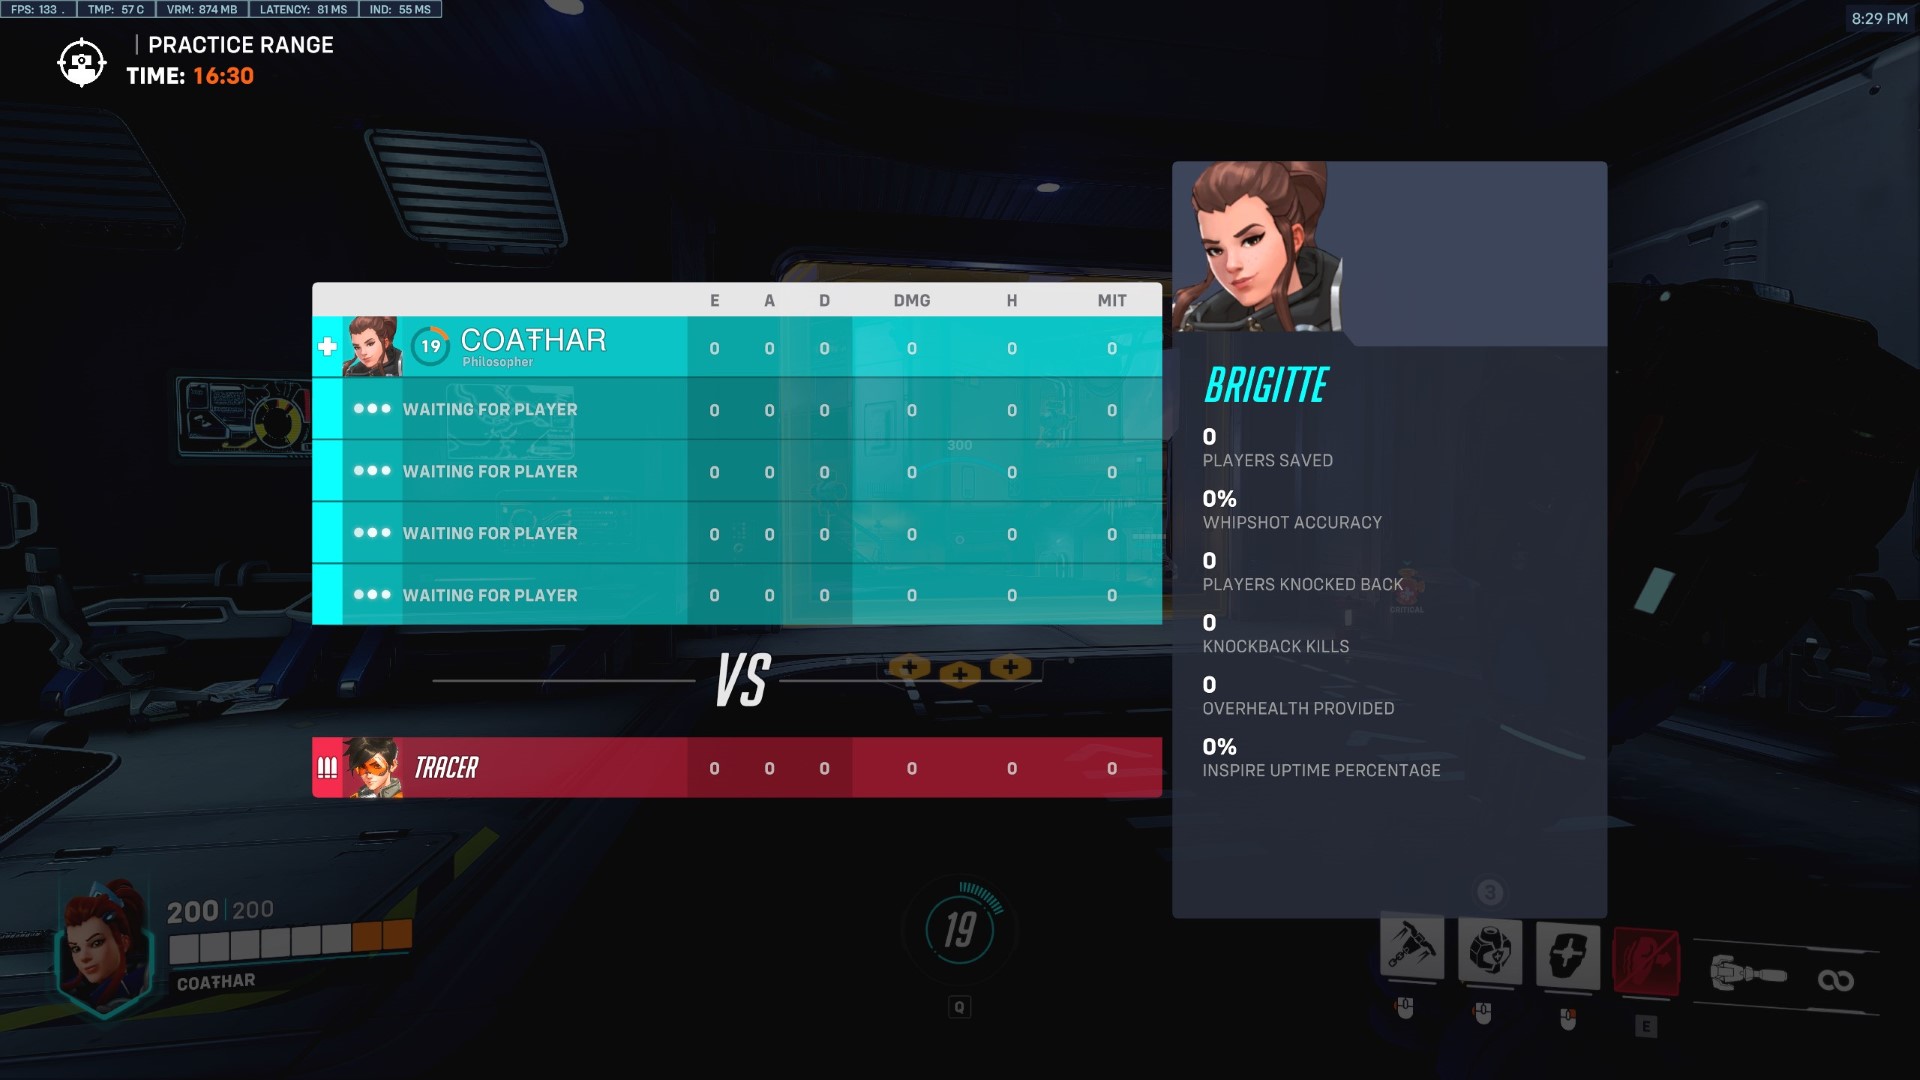 FPS: 133 . TMP: 57 C VRM: 874 MB LATENCY: 81 MS IND: 55 MS
8:29 PM
| PRACTICE RANGE
TIME: 16:30
E A D DMG H MIT
19 COAŦHAR 0 0 0 0 0 0
Philosopher
WAITING FOR PLAYER 0 0 0 0 0 0
300
WAITING FOR PLAYER 0 0 0 0 0 0
WAITING FOR PLAYER 0 0 0 0 0 0
WAITING FOR PLAYER 0 0 0 0 0 0
VS
TRACER 0 0 0 0 0 0
BRIGITTE
0
PLAYERS SAVED
0%
WHIPSHOT ACCURACY
0
PLAYERS KNOCKED BACK
CRITICAL
0
KNOCKBACK KILLS
0
OVERHEALTH PROVIDED
0%
INSPIRE UPTIME PERCENTAGE
200 | 200
COAŦHAR
19
Q
3
E